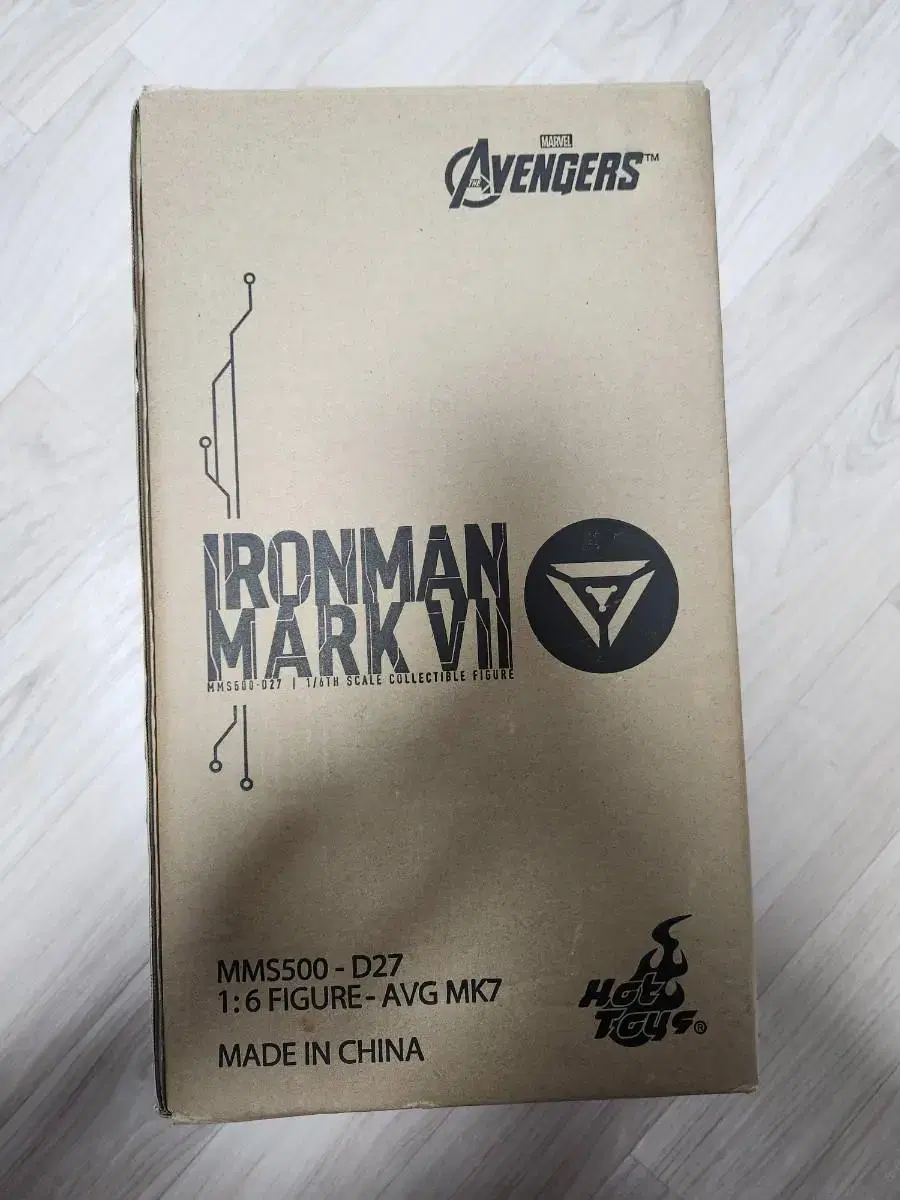 MARVEL
THE AVENGERS™
IRONMAN
MARK VII
MMS500-D27 | 1/6TH SCALE COLLECTIBLE FIGURE
MMS500 - D27
1:6 FIGURE - AVG MK7
MADE IN CHINA
Hot
Toys®